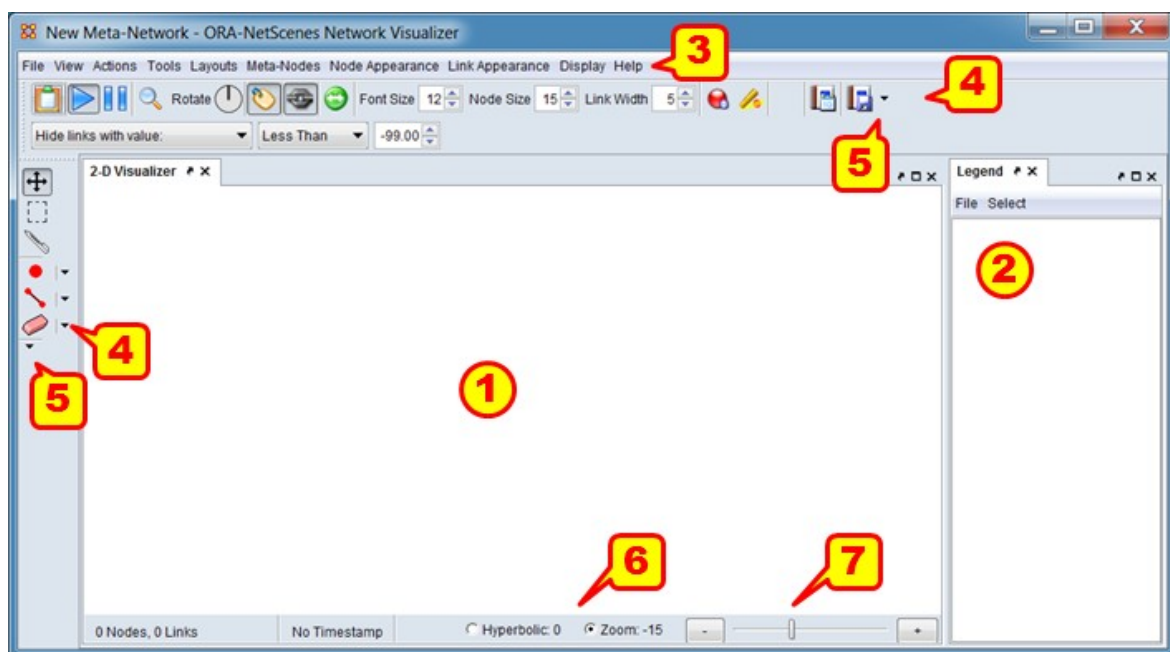 New Meta-Network - ORA-NetScenes Network Visualizer
3
File View Actions Tools Layouts Meta-Nodes Node Appearance Link Appearance Display Help
4
Rotate Font Size 12 Node Size 15 Link Width 5
Hide links with value: Less Than -99.00
5
2-D Visualizer Legend
File Select
2
4
5
1
6 7
0 Nodes, 0 Links No Timestamp Hyperbolic: 0 Zoom: -15 - +